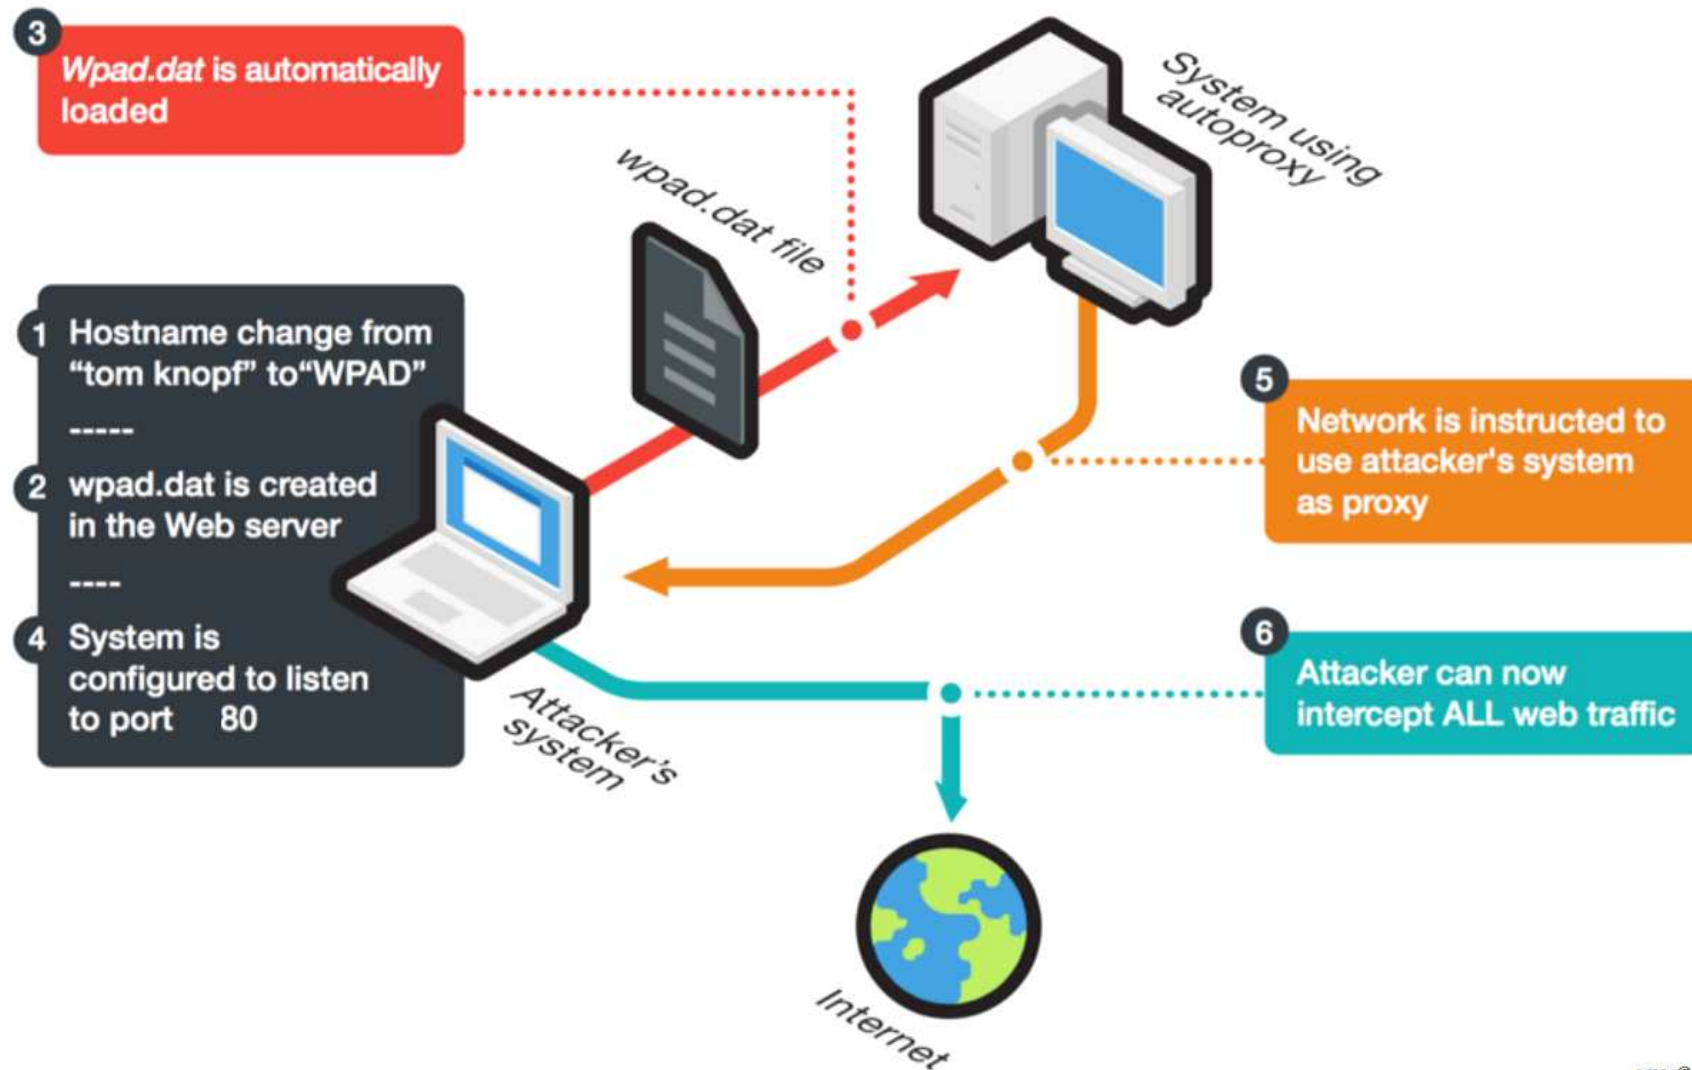 3
Wpad.dat is automatically
loaded
System using
autoproxy
wpad.dat file
1 Hostname change from
"tom knopf" to"WPAD"
-----
2 wpad.dat is created
in the Web server
----
4 System is
configured to listen
to port 80
Attacker's
system
5
Network is instructed to
use attacker's system
as proxy
6
Attacker can now
intercept ALL web traffic
Internet